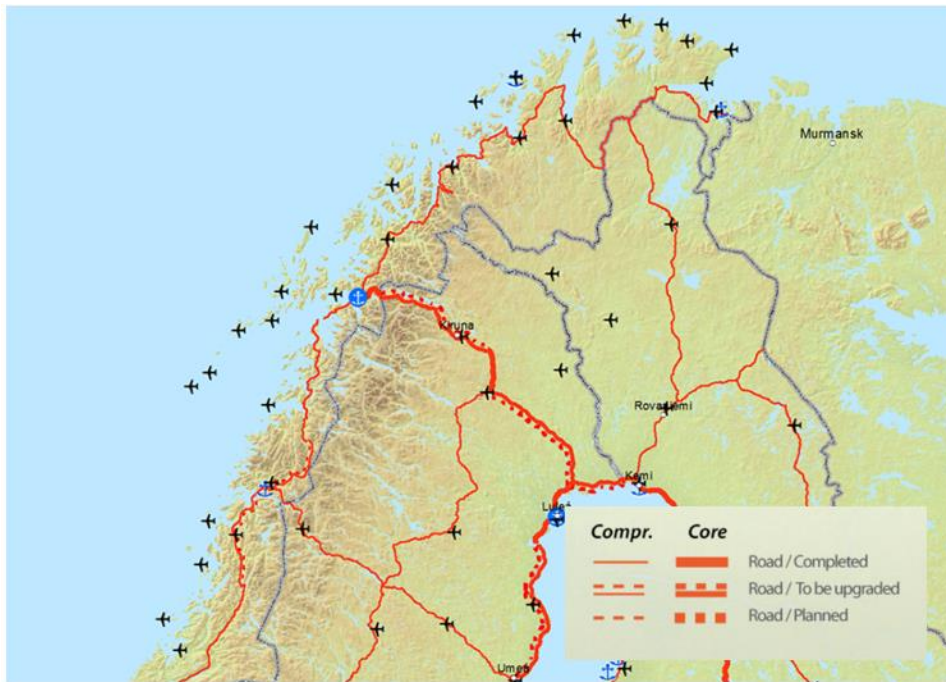 Murmansk
Kiruna
Rovaniemi
Kemi
Umeå
Compr. Core
Road / Completed
Road / To be upgraded
Road / Planned